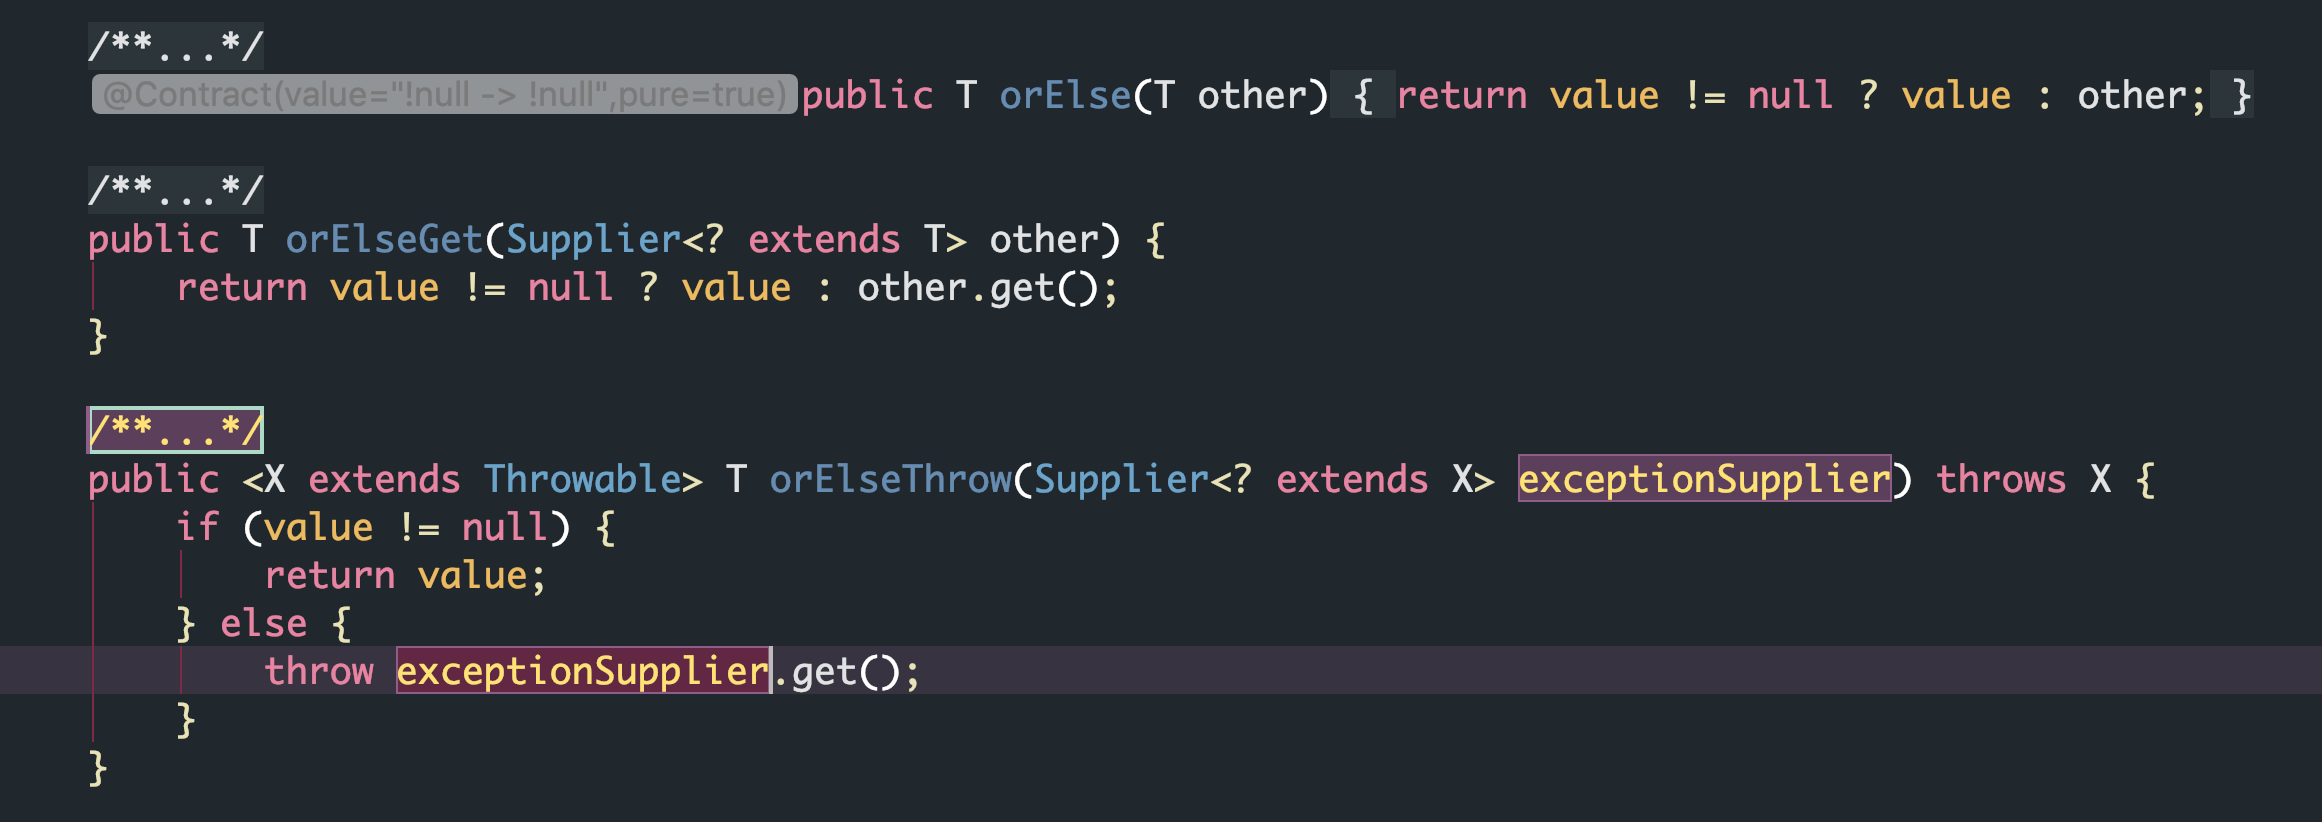 /**...*/
@Contract(value="!null -> !null",pure=true) public T orElse(T other) { return value != null ? value : other; }
/**...*/
public T orElseGet(Supplier<? extends T> other) {
    return value != null ? value : other.get();
}
/**...*/
public <X extends Throwable> T orElseThrow(Supplier<? extends X> exceptionSupplier) throws X {
    if (value != null) {
        return value;
    } else {
        throw exceptionSupplier.get();
    }
}